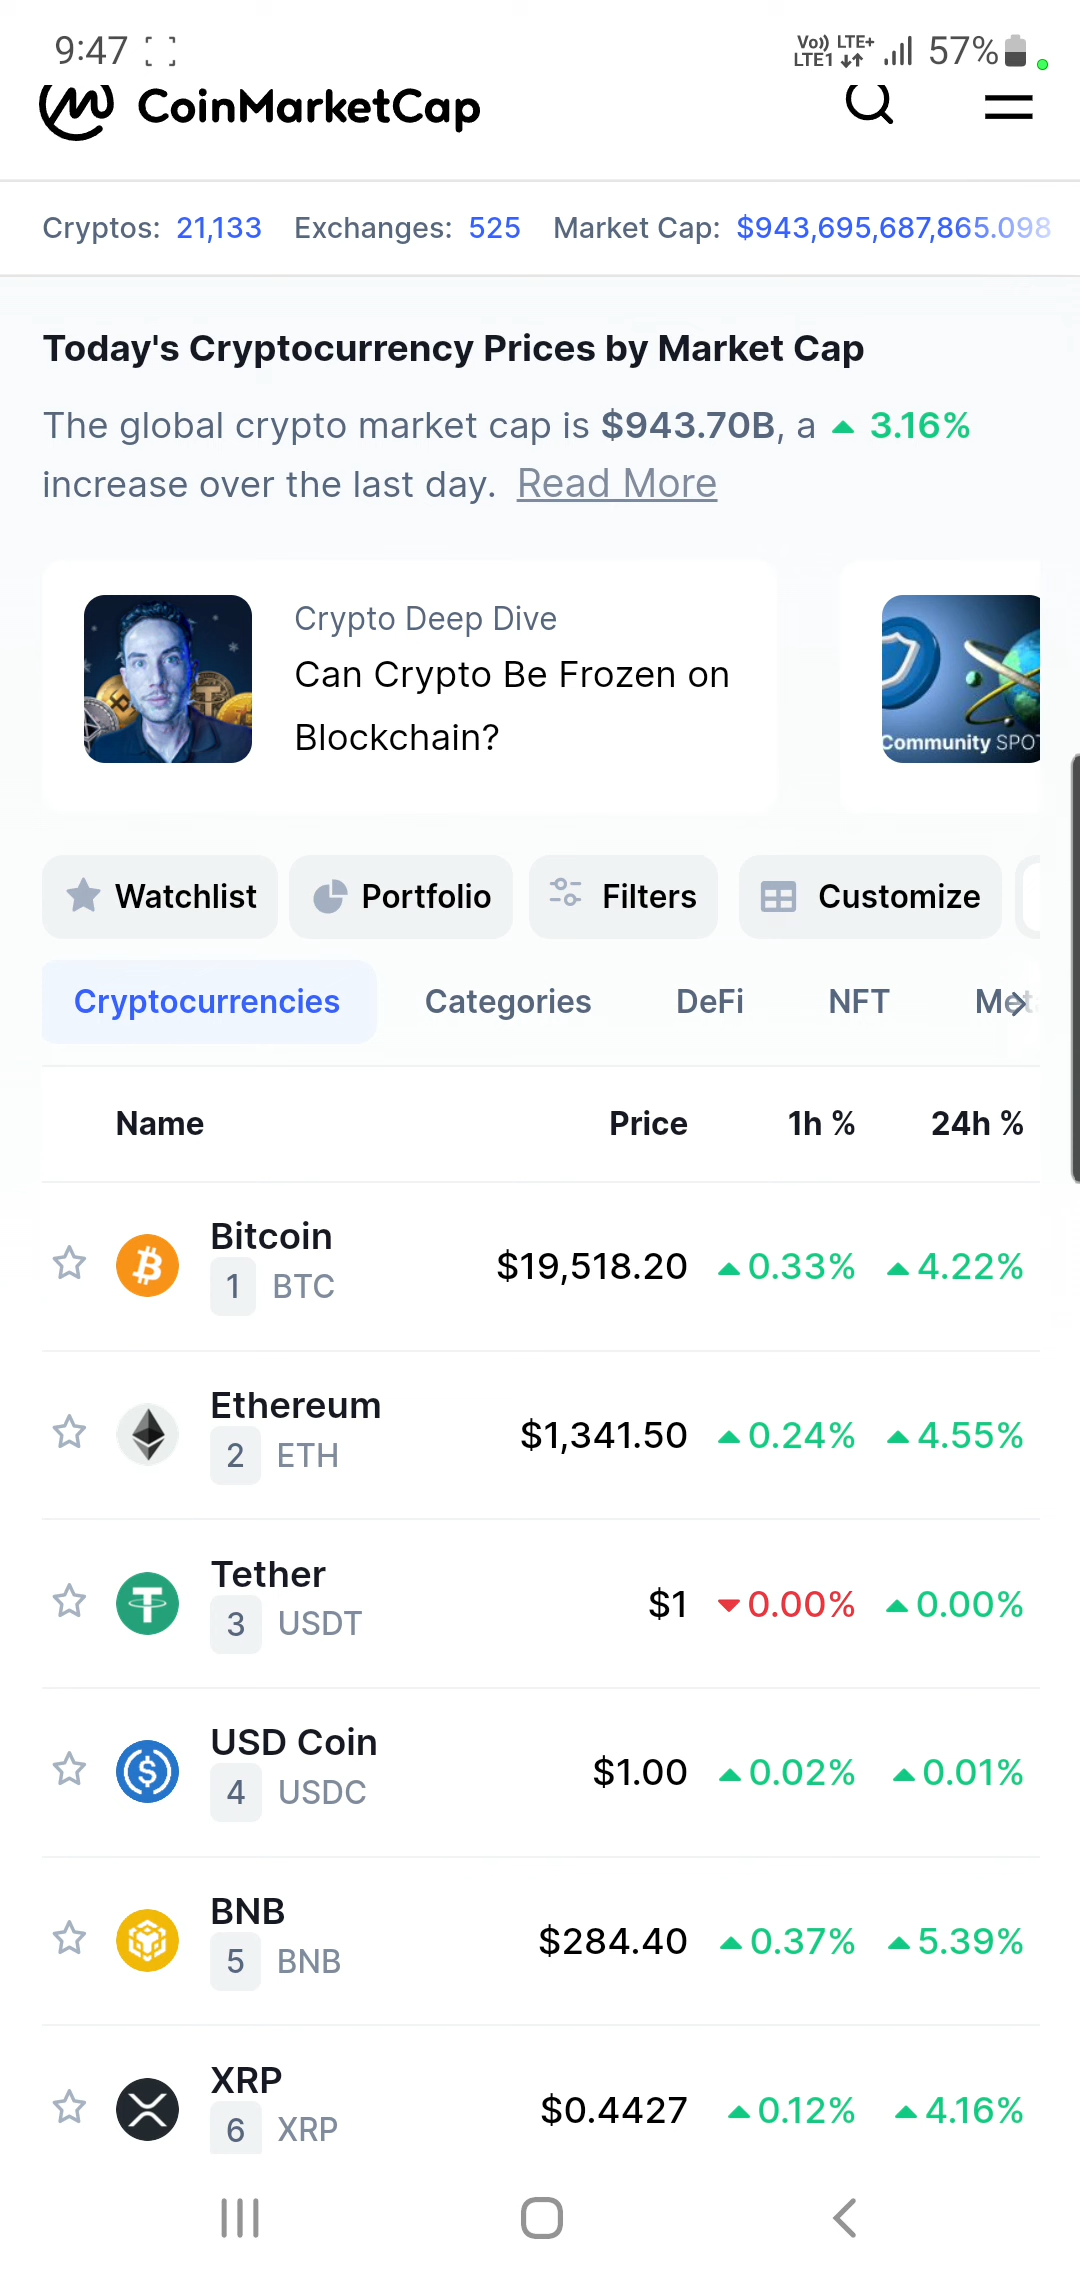 9:47
Vo)) LTE+
LTE1
57%
CoinMarketCap
Cryptos: 21,133 Exchanges: 525 Market Cap: $943,695,687,865.098
Today's Cryptocurrency Prices by Market Cap
The global crypto market cap is $943.70B, a ▲ 3.16%
increase over the last day. Read More
Crypto Deep Dive
Can Crypto Be Frozen on
Blockchain?
Community SPOT
Watchlist Portfolio Filters Customize
Cryptocurrencies Categories DeFi NFT Met
Name Price 1h % 24h %
Bitcoin
1 BTC $19,518.20 ▲ 0.33% ▲ 4.22%
Ethereum
2 ETH $1,341.50 ▲ 0.24% ▲ 4.55%
Tether
3 USDT $1 ▼ 0.00% ▲ 0.00%
USD Coin
4 USDC $1.00 ▲ 0.02% ▲ 0.01%
BNB
5 BNB $284.40 ▲ 0.37% ▲ 5.39%
XRP
6 XRP $0.4427 ▲ 0.12% ▲ 4.16%